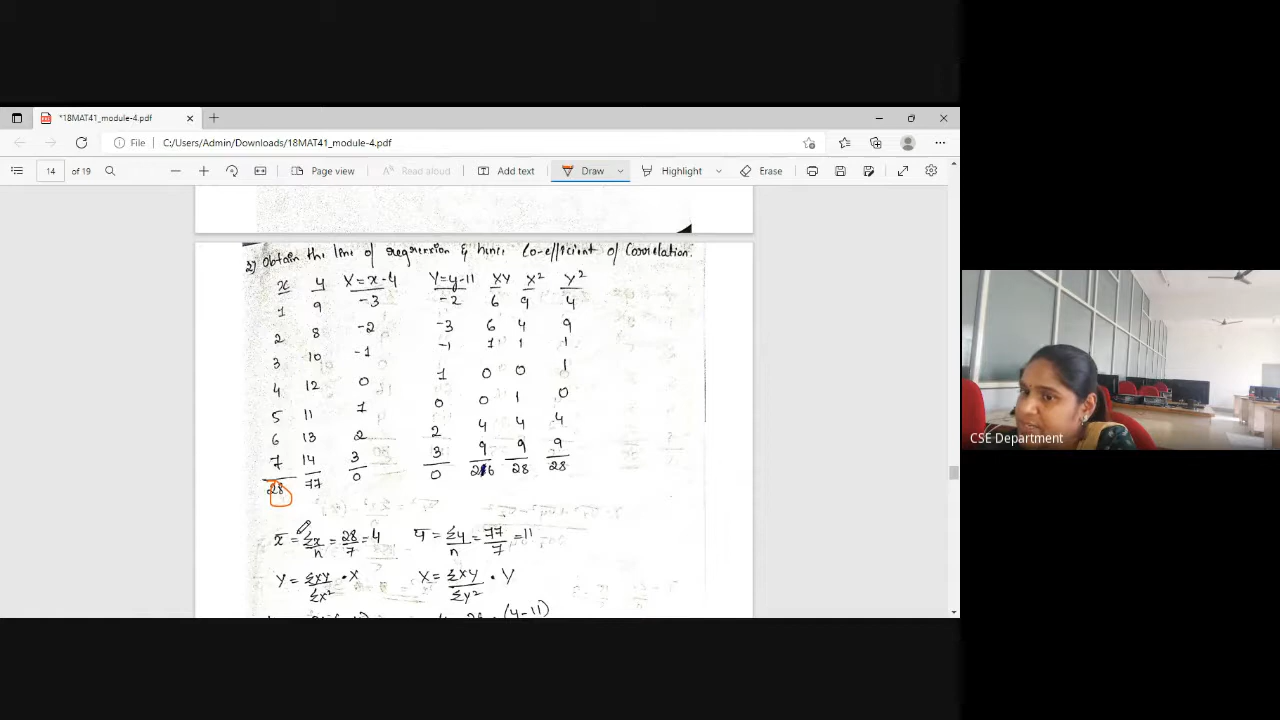 *18MAT41_module-4.pdf
File C:/Users/Admin/Downloads/18MAT41_module-4.pdf
14 of 19 Page view Read aloud Add text Draw Highlight Erase
2) Obtain the line of regression & hence Co-efficient of Correlation.
x y X=x-4 Y=y-11 XY X² Y²
1 9 -3 -2 6 9 4
2 8 -2 -3 6 4 9
3 10 -1 -1 1 1 1
4 12 0 1 0 0 1
5 11 1 0 0 1 0
6 13 2 2 4 4 4
7 14 3 3 9 9 9
28 77 0 0 26 28 28
x̄ = Σx/n = 28/7 = 4 ȳ = Σy/n = 77/7 = 11
Y = ΣXY/ΣX² · X X = ΣXY/ΣY² · Y
(y-11)
CSE Department